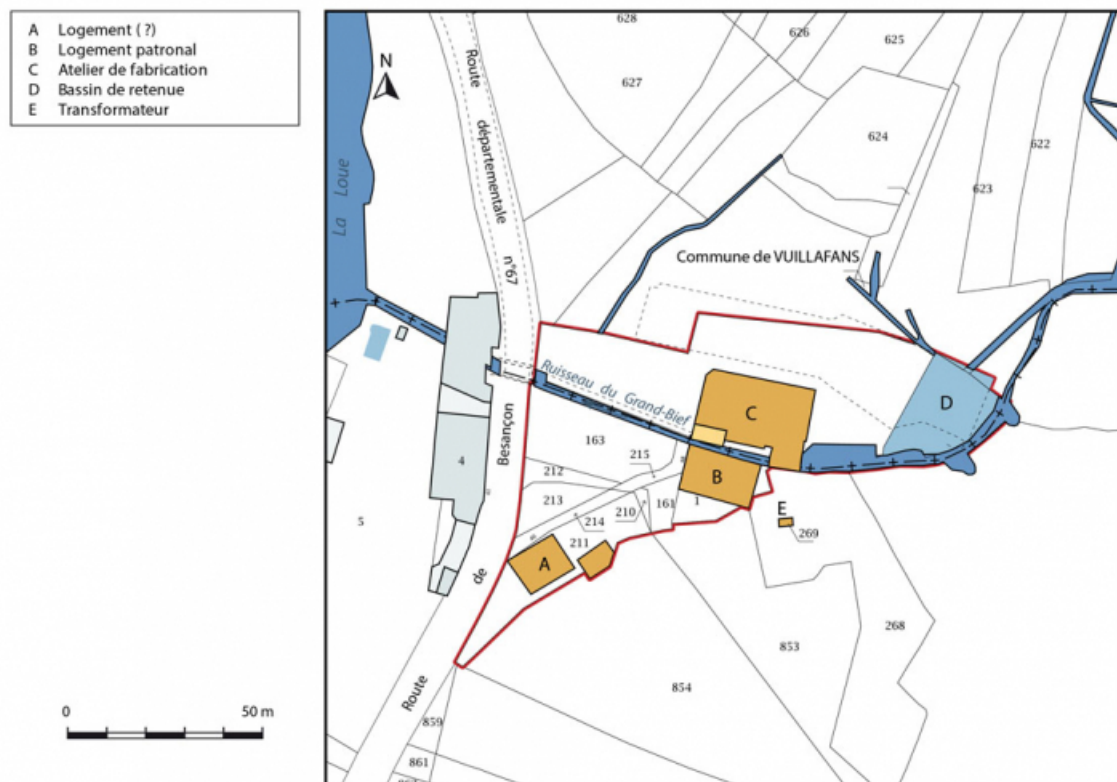 A Logement (?)
B Logement patronal
C Atelier de fabrication
D Bassin de retenue
E Transformateur
N
La Loue
Route
départementale
n°67
628
627
626
625
624
623
622
Commune de VUILLAFANS
Ruisseau du Grand-Bief
C
D
Besançon
163
4
5
212
215
213
214
210
161
1
B
E
269
211
A
de
268
853
854
Route
859
861
0 50 m